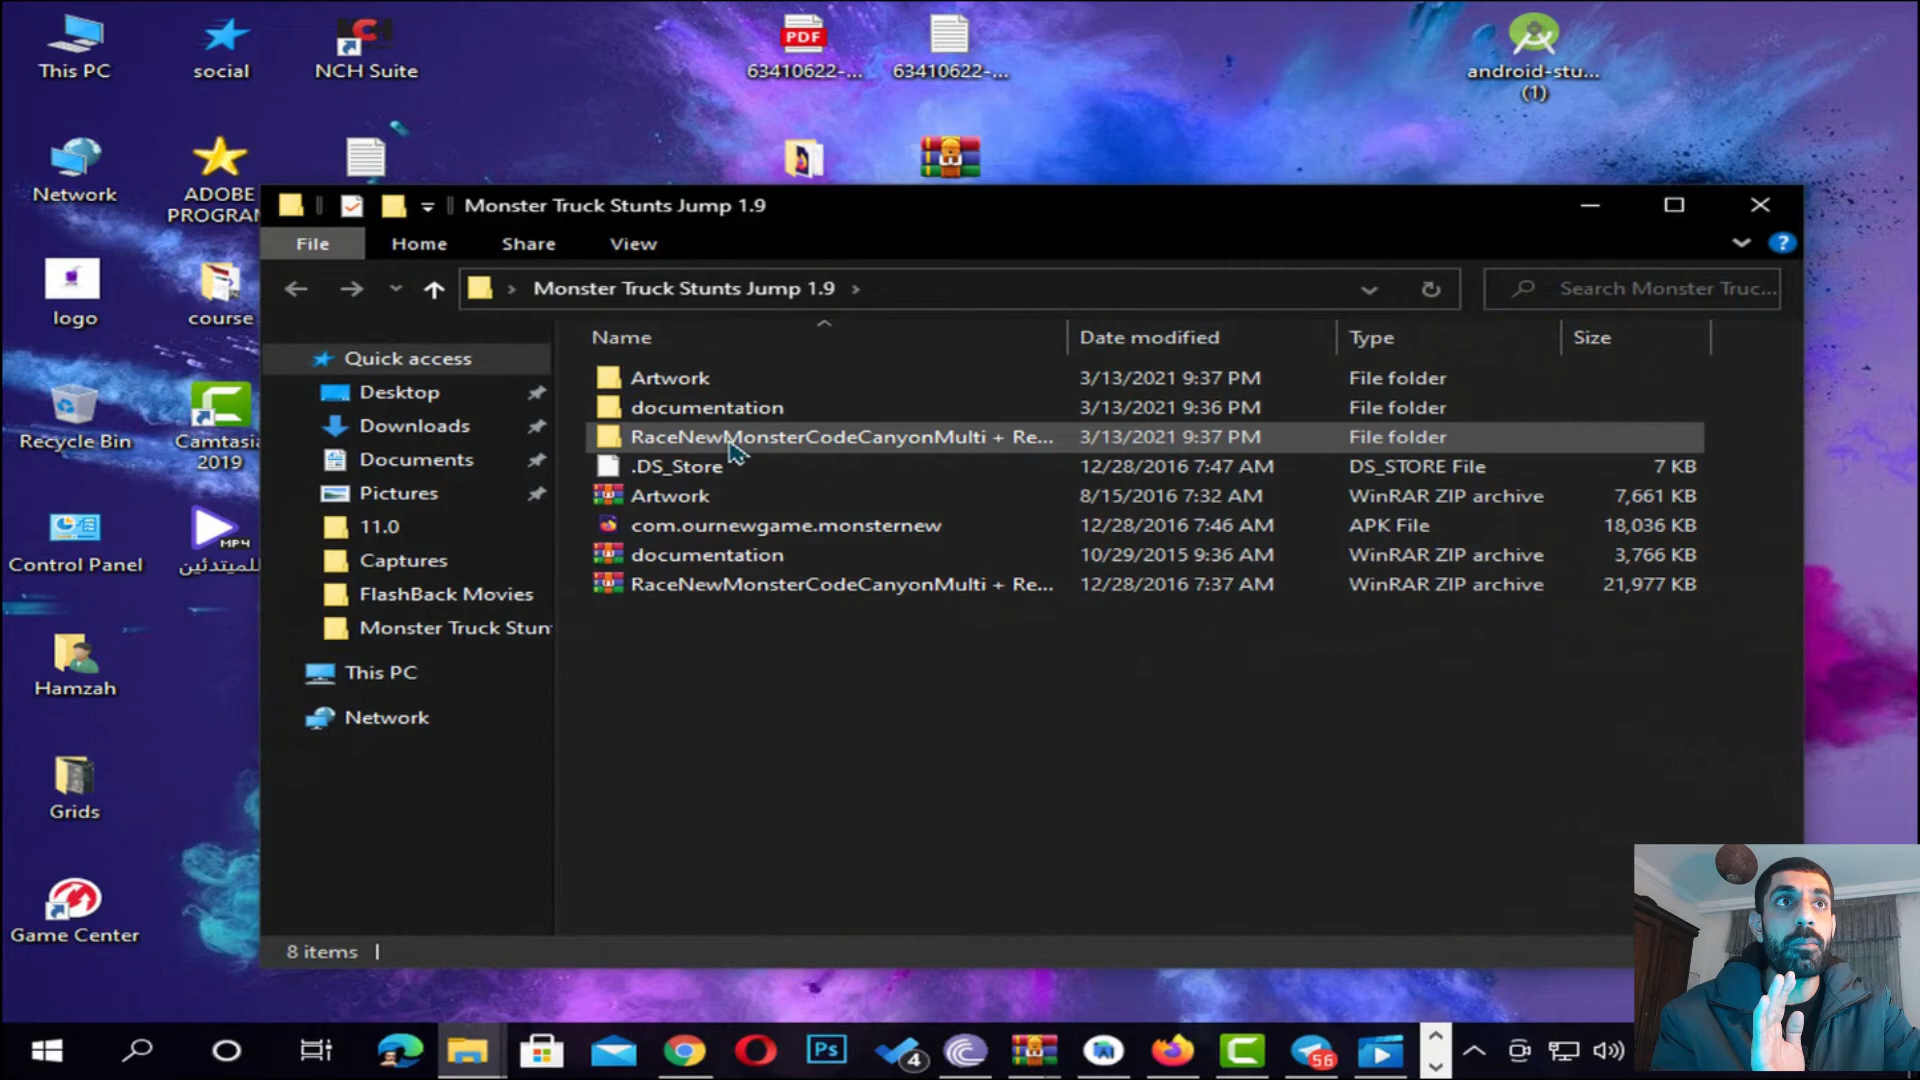 This PC
social
NCH Suite
63410622-...
63410622-...
android-stu...
(1)
Network
ADOBE
PROGRAM
logo
course
Recycle Bin
Camtasia
2019
Control Panel
للمبتدئين
Hamzah
Grids
Game Center
Monster Truck Stunts Jump 1.9
File
Home
Share
View
Monster Truck Stunts Jump 1.9
Search Monster Truc...
Quick access
Desktop
Downloads
Documents
Pictures
11.0
Captures
FlashBack Movies
Monster Truck Stun
This PC
Network
Name Date modified Type Size
Artwork 3/13/2021 9:37 PM File folder
documentation 3/13/2021 9:36 PM File folder
RaceNewMonsterCodeCanyonMulti + Re... 3/13/2021 9:37 PM File folder
.DS_Store 12/28/2016 7:47 AM DS_STORE File 7 KB
Artwork 8/15/2016 7:32 AM WinRAR ZIP archive 7,661 KB
com.ournewgame.monsternew 12/28/2016 7:46 AM APK File 18,036 KB
documentation 10/29/2015 9:36 AM WinRAR ZIP archive 3,766 KB
RaceNewMonsterCodeCanyonMulti + Re... 12/28/2016 7:37 AM WinRAR ZIP archive 21,977 KB
8 items
PDF
MP4
Ps
4
56